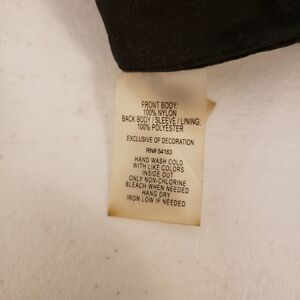 FRONT BODY:
100% NYLON
BACK BODY / SLEEVE / LINING:
100% POLYESTER
EXCLUSIVE OF DECORATION
RN# 54163
HAND WASH COLD
WITH LIKE COLORS
INSIDE OUT
ONLY NON-CHLORINE
BLEACH WHEN NEEDED
HANG DRY
IRON LOW IF NEEDED